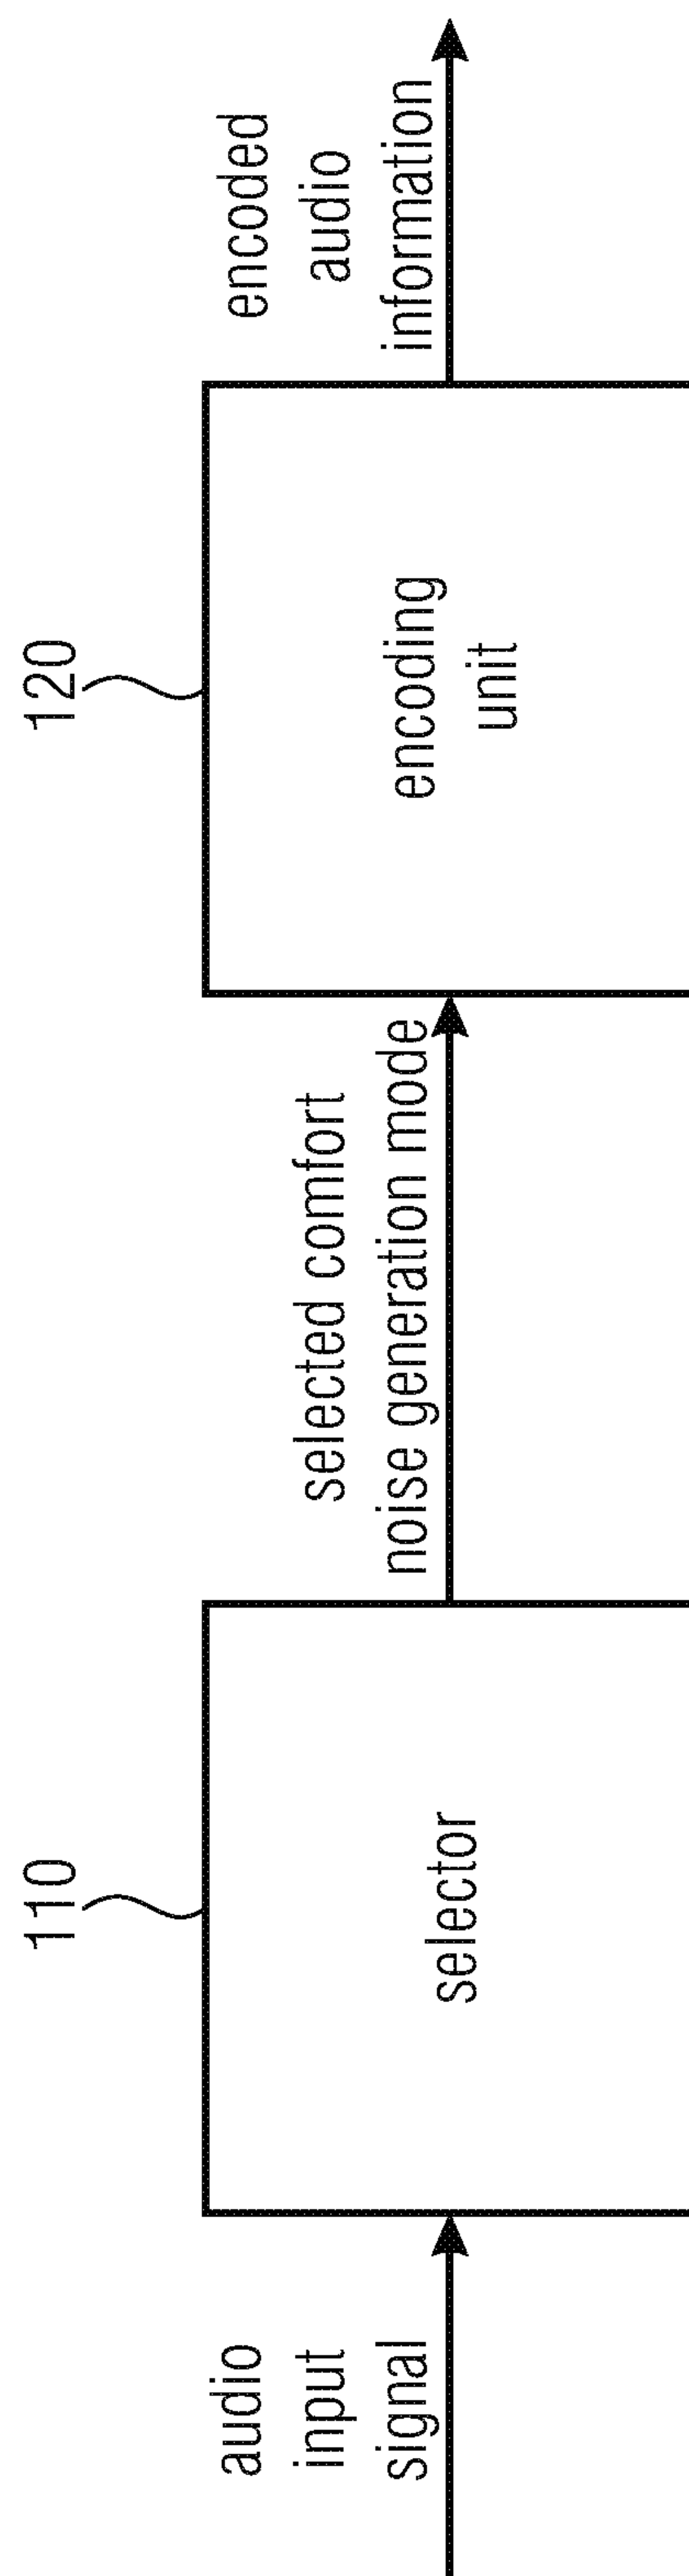 110
120
audio
input
signal
selector
selected comfort
noise generation mode
encoding
unit
encoded
audio
information